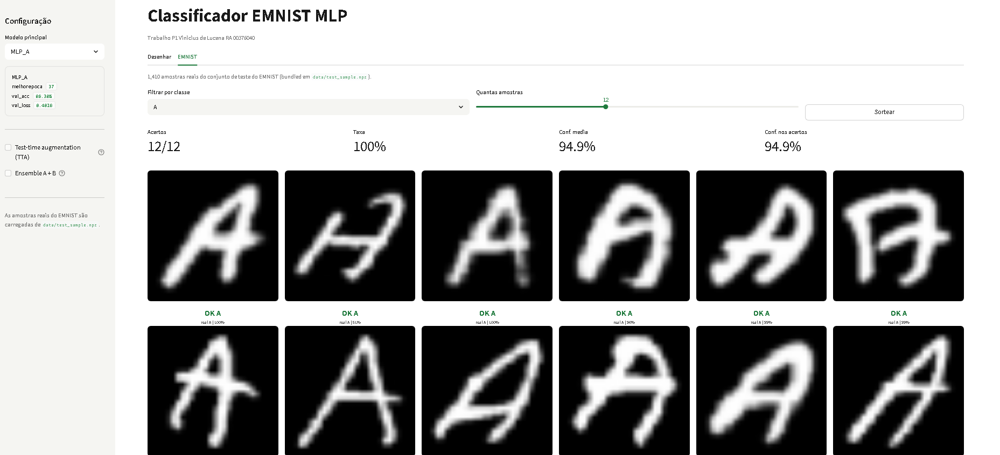 Configuração
Modelo principal
MLP_A
MLP_A
melhor epoca 37
val_acc 86.38%
val_loss 0.4026
Test-time augmentation
(TTA)
Ensemble A + B
As amostras reais do EMNIST são
carregadas de data/test_sample.npz .
Classificador EMNIST MLP
Trabalho P1 Vinicius de Lucena RA 00376040
Desenhar EMNIST
1,410 amostras reais do conjunto de teste do EMNIST (bundled em data/test_sample.npz ).
Filtrar por classe
A
Quantas amostras
12
Sortear
Acertos
12/12
Taxa
100%
Conf. media
94.9%
Conf. nos acertos
94.9%
A A A A A A
OK A OK A OK A OK A OK A OK A
real A | 100% real A | 51% real A | 100% real A | 96% real A | 99% real A | 99%
A A A A A A